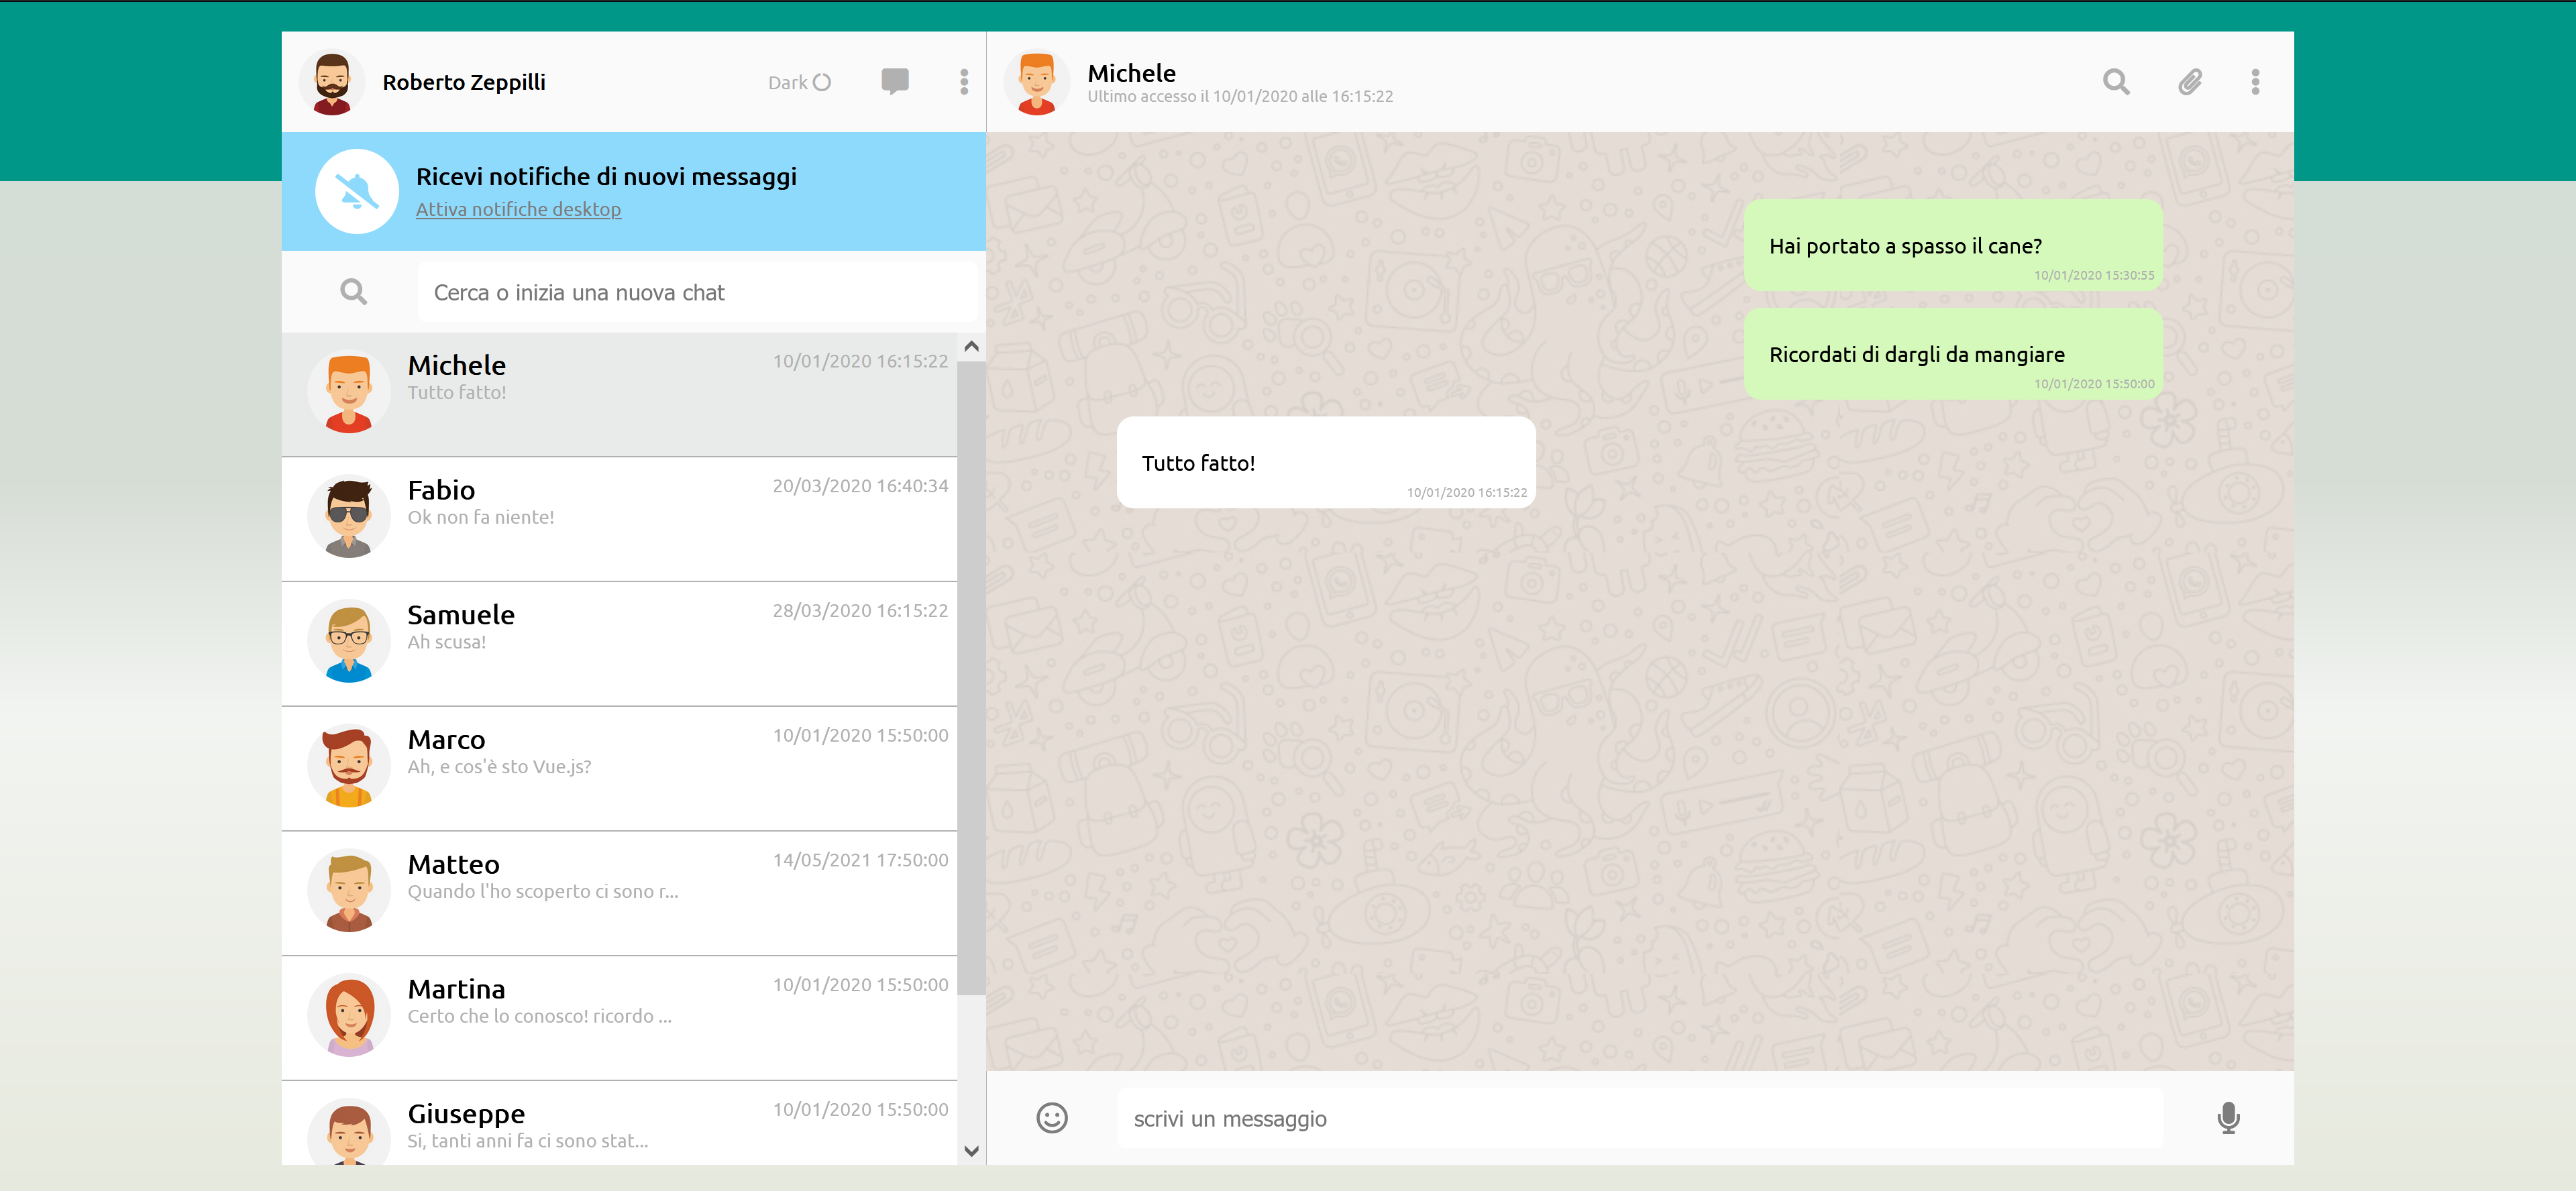 Roberto Zeppilli
Dark
Ricevi notifiche di nuovi messaggi
Attiva notifiche desktop
Cerca o inizia una nuova chat
Michele
10/01/2020 16:15:22
Tutto fatto!
Fabio
20/03/2020 16:40:34
Ok non fa niente!
Samuele
28/03/2020 16:15:22
Ah scusa!
Marco
10/01/2020 15:50:00
Ah, e cos'è sto Vue.js?
Matteo
14/05/2021 17:50:00
Quando l'ho scoperto ci sono r...
Martina
10/01/2020 15:50:00
Certo che lo conosco! ricordo ...
Giuseppe
10/01/2020 15:50:00
Si, tanti anni fa ci sono stat...
Michele
Ultimo accesso il 10/01/2020 alle 16:15:22
Hai portato a spasso il cane?
10/01/2020 15:30:55
Ricordati di dargli da mangiare
10/01/2020 15:50:00
Tutto fatto!
10/01/2020 16:15:22
scrivi un messaggio